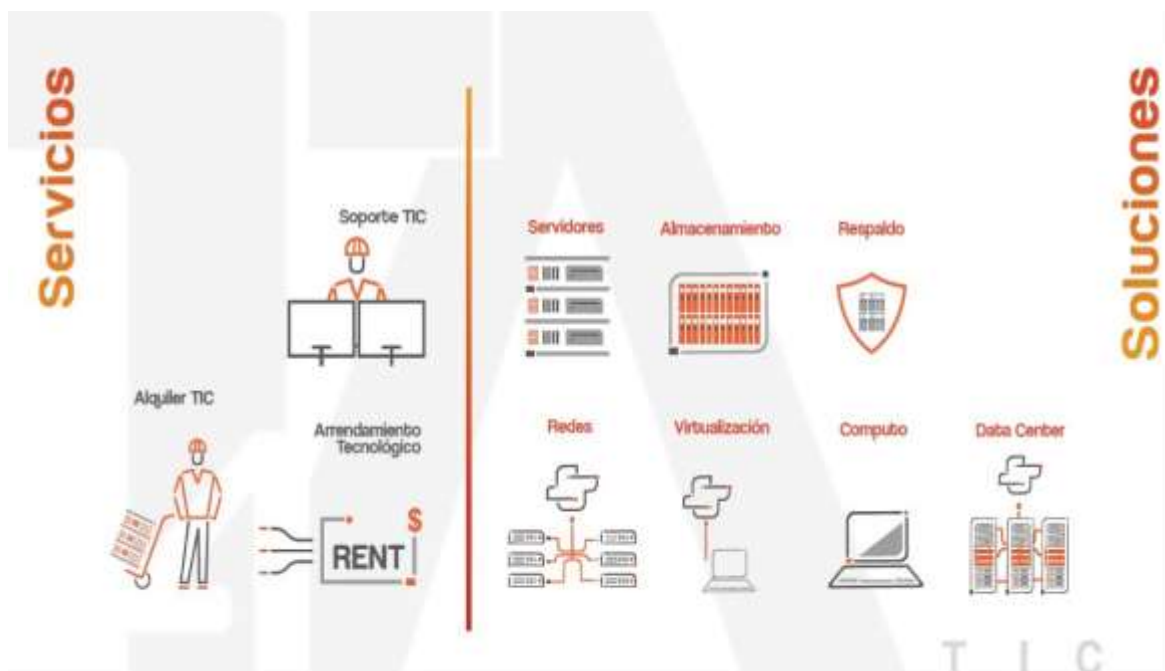 Servicios
Soporte TIC
Alquiler TIC
Arrendamiento
Tecnológico
$
RENT
Servidores
Almacenamiento
Respaldo
Redes
Virtualización
Computo
Data Center
Soluciones
T I C